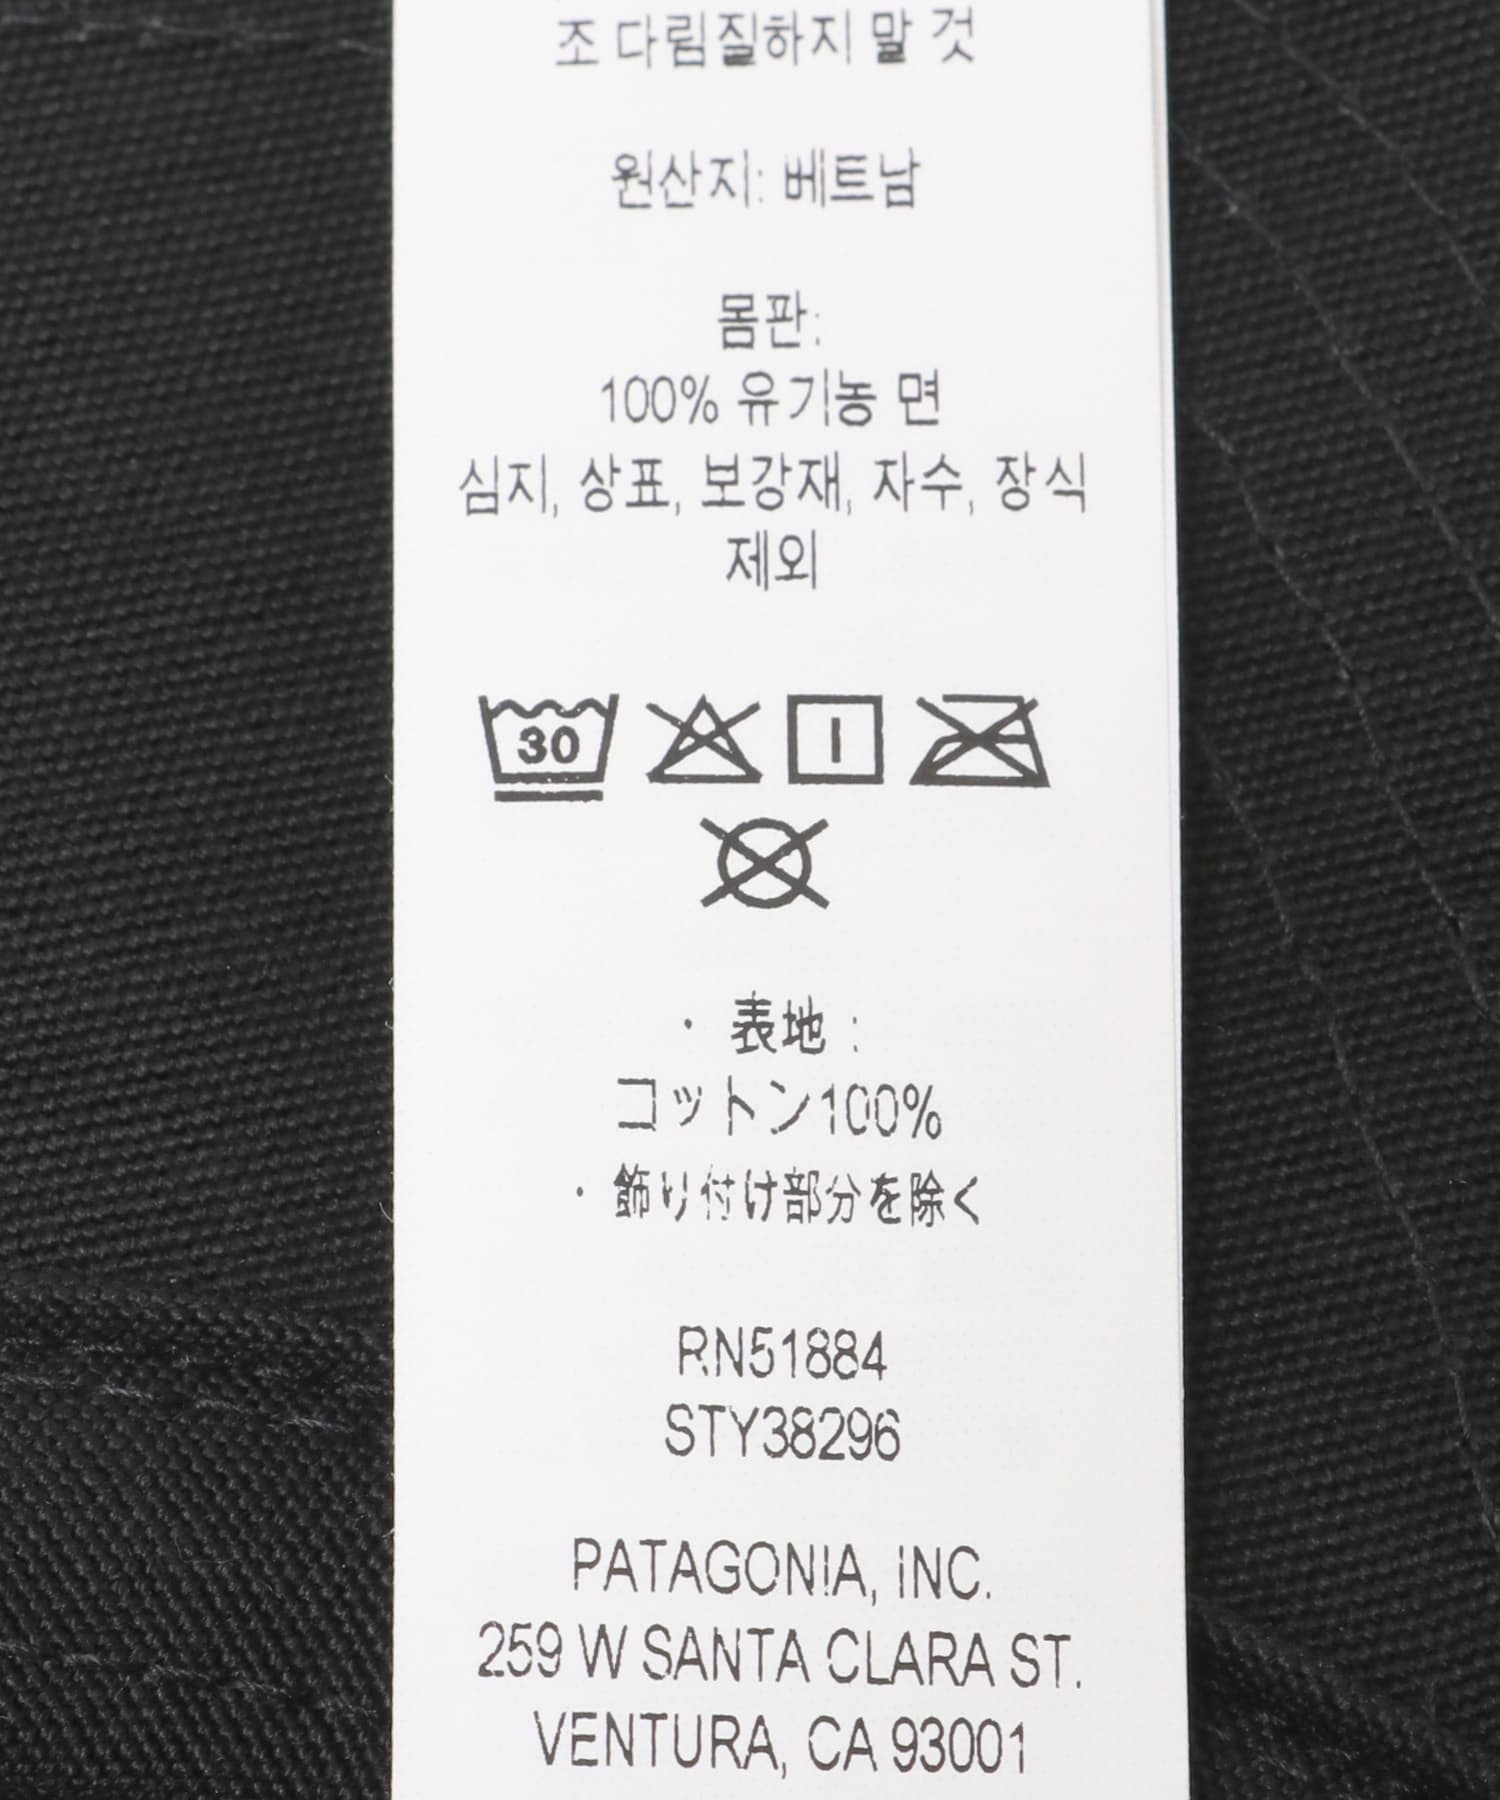 조 다림질하지 말 것
원산지: 베트남
몸판:
100% 유기농 면
심지, 상표, 보강재, 자수, 장식
제외
30
・ 表地 :
コットン100%
・ 飾り付け部分を除く
RN51884
STY38296
PATAGONIA, INC.
259 W SANTA CLARA ST.
VENTURA, CA 93001